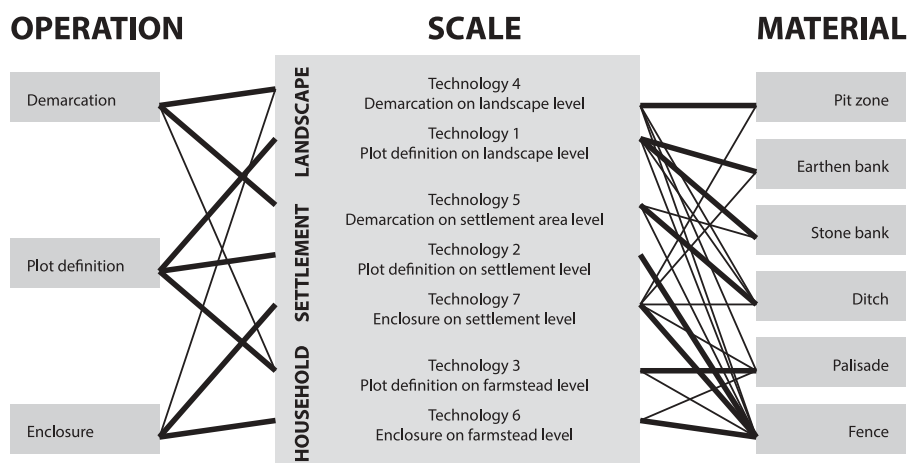 OPERATION
SCALE
MATERIAL
Demarcation
Plot definition
Enclosure
LANDSCAPE
Technology 4
Demarcation on landscape level
Technology 1
Plot definition on landscape level
SETTLEMENT
Technology 5
Demarcation on settlement area level
Technology 2
Plot definition on settlement level
Technology 7
Enclosure on settlement level
HOUSEHOLD
Technology 3
Plot definition on farmstead level
Technology 6
Enclosure on farmstead level
Pit zone
Earthen bank
Stone bank
Ditch
Palisade
Fence